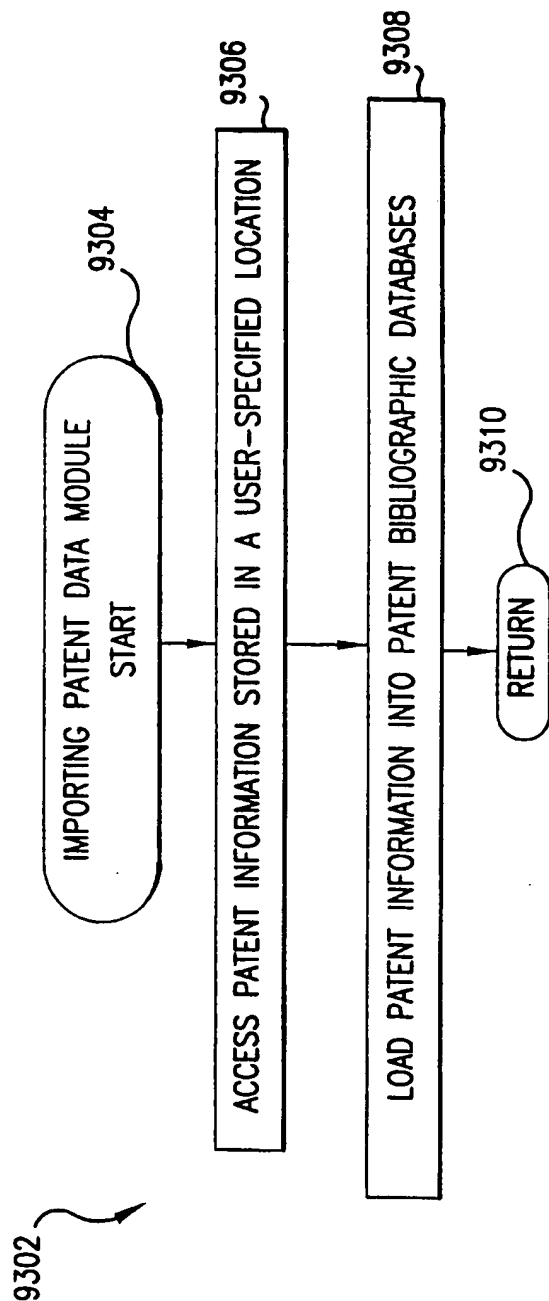 9302
IMPORTING PATENT DATA MODULE
START
9304
ACCESS PATENT INFORMATION STORED IN A USER-SPECIFIED LOCATION
9306
LOAD PATENT INFORMATION INTO PATENT BIBLIOGRAPHIC DATABASES
9308
RETURN
9310